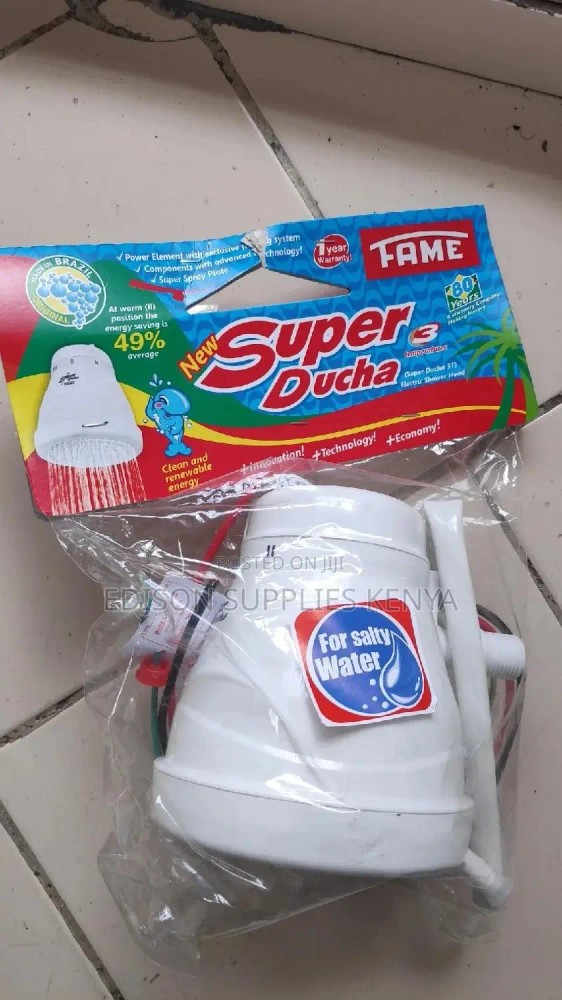 ✓ Power Element with exclusive system
✓ Components with advanced technology!
✓ Super Spray Plate
1 year
Warranty!
FAME
MADE IN BRAZIL
ORIGINAL
At warm (II)
position the
energy saving is
49%
average
New
Super
Ducha
3
temperatures
80
Years
(Super Ducha 3T)
Electric Shower Head
Clean and
renewable
energy
+Innovation! +Technology! +Economy!
II
POSTED ON JIJI
EDISON SUPPLIES KENYA
For salty
Water